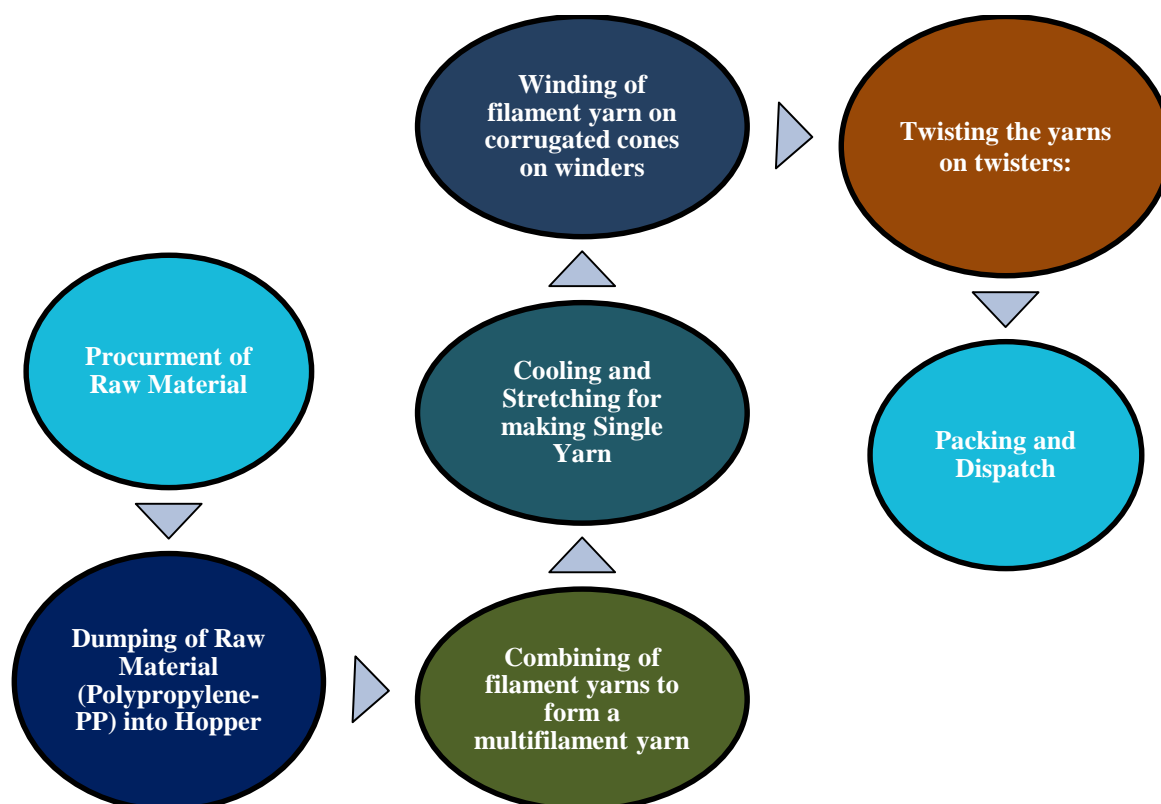 Procurment of
Raw Material
Dumping of Raw
Material
(Polypropylene-
PP) into Hopper
Combining of
filament yarns to
form a
multifilament yarn
Cooling and
Stretching for
making Single
Yarn
Winding of
filament yarn on
corrugated cones
on winders
Twisting the yarns
on twisters:
Packing and
Dispatch